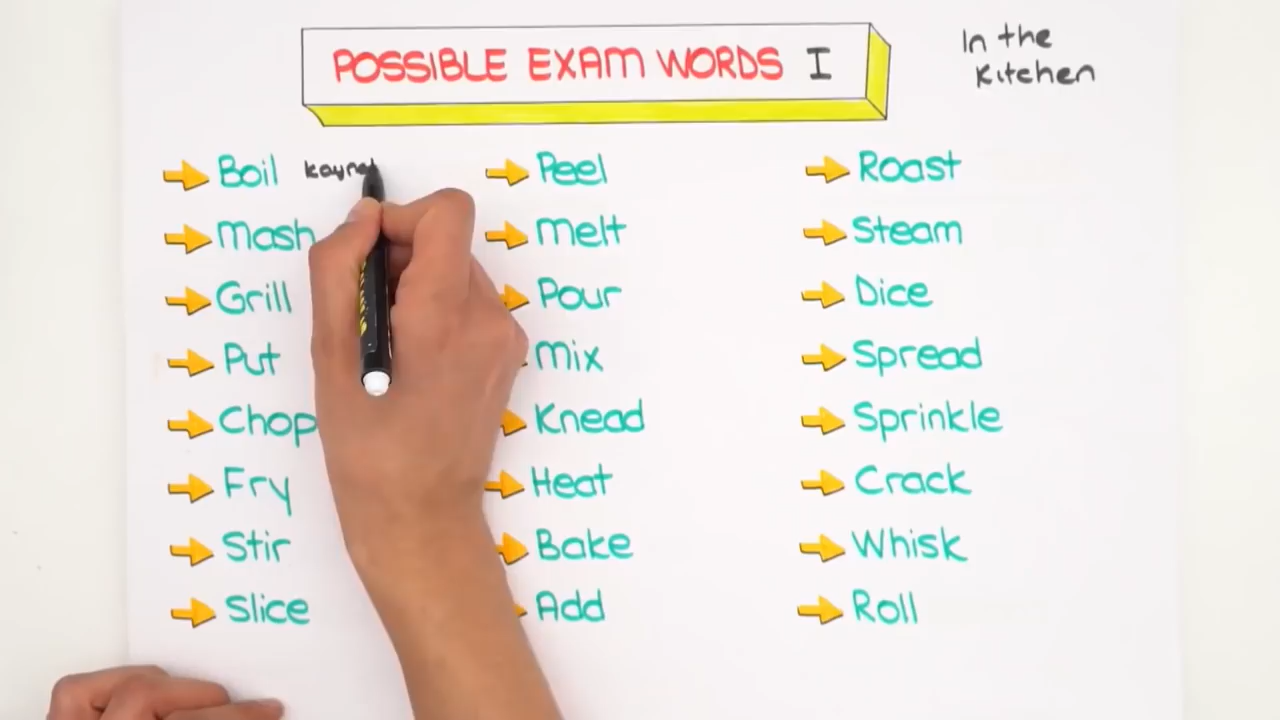 POSSIBLE EXAM WORDS I
In the
Kitchen
Boil
Mash
Grill
Put
Chop
Fry
Stir
Slice
Peel
Melt
Pour
Mix
Knead
Heat
Bake
Add
Roast
Steam
Dice
Spread
Sprinkle
Crack
Whisk
Roll